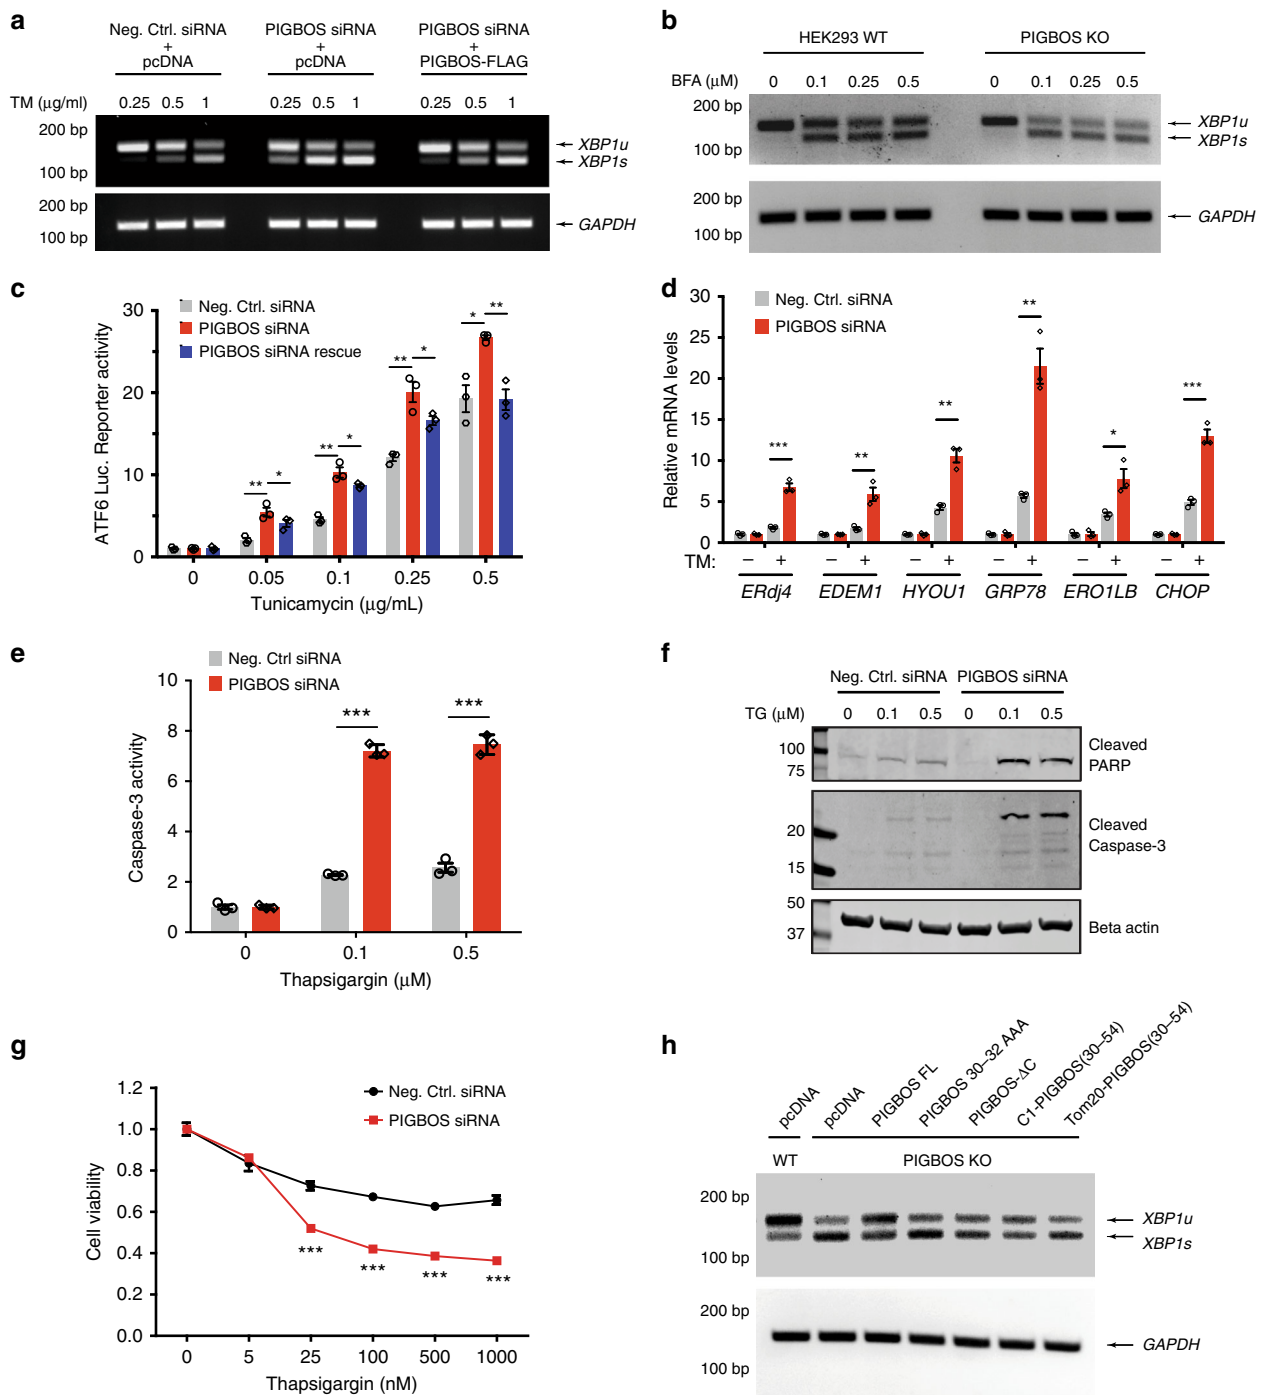 a
Neg. Ctrl. siRNA + pcDNA
PIGBOS siRNA + pcDNA
PIGBOS siRNA + PIGBOS-FLAG
TM (μg/ml) 0.25 0.5 1 0.25 0.5 1 0.25 0.5 1
200 bp
XBP1u
XBP1s
100 bp
200 bp
GAPDH
100 bp
b
HEK293 WT PIGBOS KO
BFA (μM) 0 0.1 0.25 0.5 0 0.1 0.25 0.5
200 bp
XBP1u
XBP1s
100 bp
200 bp
GAPDH
100 bp
c
Neg. Ctrl. siRNA
PIGBOS siRNA
PIGBOS siRNA rescue
ATF6 Luc. Reporter activity
30
20
10
0
** * ** * ** * * **
0 0.05 0.1 0.25 0.5
Tunicamycin (μg/mL)
d
Neg. Ctrl. siRNA
PIGBOS siRNA
Relative mRNA levels
30
25
20
15
10
5
0
*** ** ** ** * ***
TM: – + – + – + – + – + – +
ERdj4 EDEM1 HYOU1 GRP78 ERO1LB CHOP
e
Neg. Ctrl siRNA
PIGBOS siRNA
Caspase-3 activity
10
8
6
4
2
0
*** ***
0 0.1 0.5
Thapsigargin (μM)
f
Neg. Ctrl. siRNA PIGBOS siRNA
TG (μM) 0 0.1 0.5 0 0.1 0.5
100
75
Cleaved PARP
20
15
Cleaved Caspase-3
50
37
Beta actin
g
Neg. Ctrl. siRNA
PIGBOS siRNA
Cell viability
1.2
1.0
0.8
0.6
0.4
0.2
0.0
*** *** *** ***
0 5 25 100 500 1000
Thapsigargin (nM)
h
pcDNA
pcDNA
PIGBOS FL
PIGBOS 30–32 AAA
PIGBOS-ΔC
C1-PIGBOS(30–54)
Tom20-PIGBOS(30–54)
WT PIGBOS KO
200 bp
XBP1u
XBP1s
100 bp
200 bp
GAPDH
100 bp